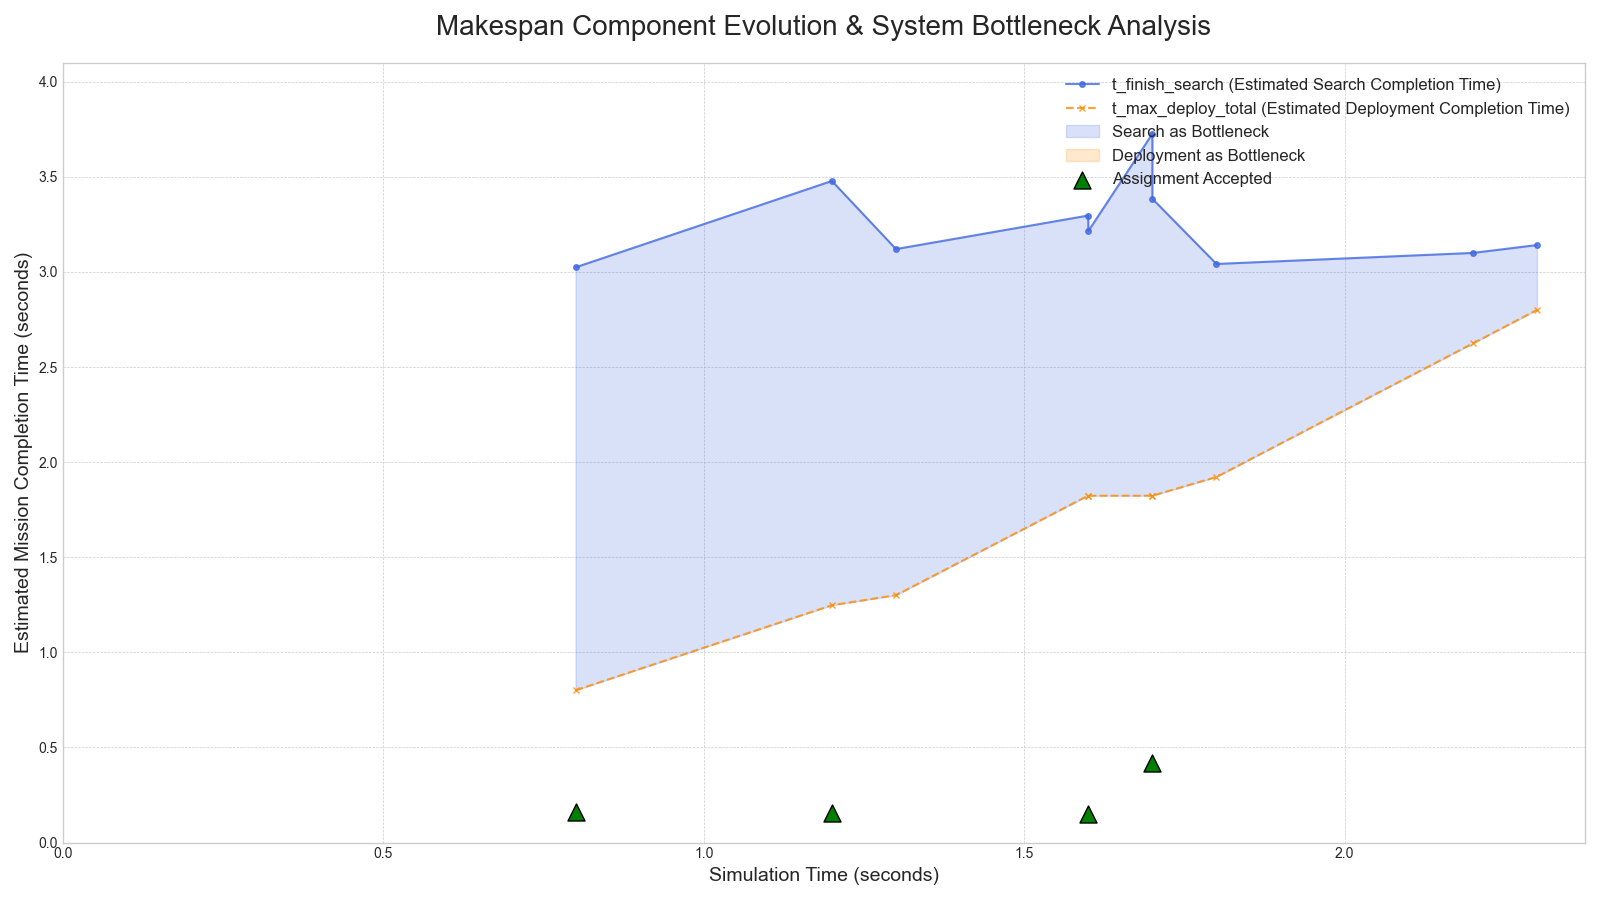 Makespan Component Evolution & System Bottleneck Analysis
t_finish_search (Estimated Search Completion Time)
t_max_deploy_total (Estimated Deployment Completion Time)
Search as Bottleneck
Deployment as Bottleneck
Assignment Accepted
Estimated Mission Completion Time (seconds)
4.0
3.5
3.0
2.5
2.0
1.5
1.0
0.5
0.0
0.0 0.5 1.0 1.5 2.0
Simulation Time (seconds)